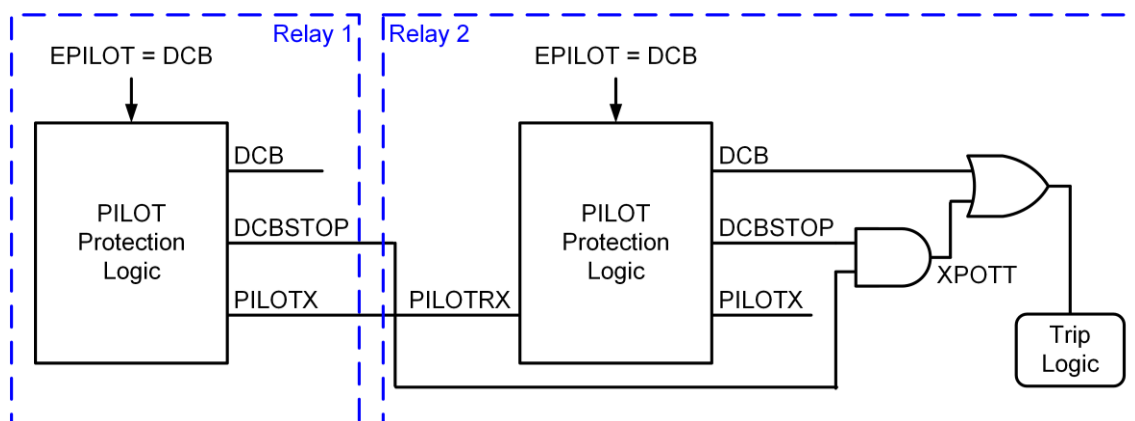 Relay 1
Relay 2
EPILOT = DCB
EPILOT = DCB
DCB
DCB
PILOT
Protection
Logic
PILOT
Protection
Logic
DCBSTOP
DCBSTOP
XPOTT
PILOTX
PILOTRX
PILOTX
Trip
Logic